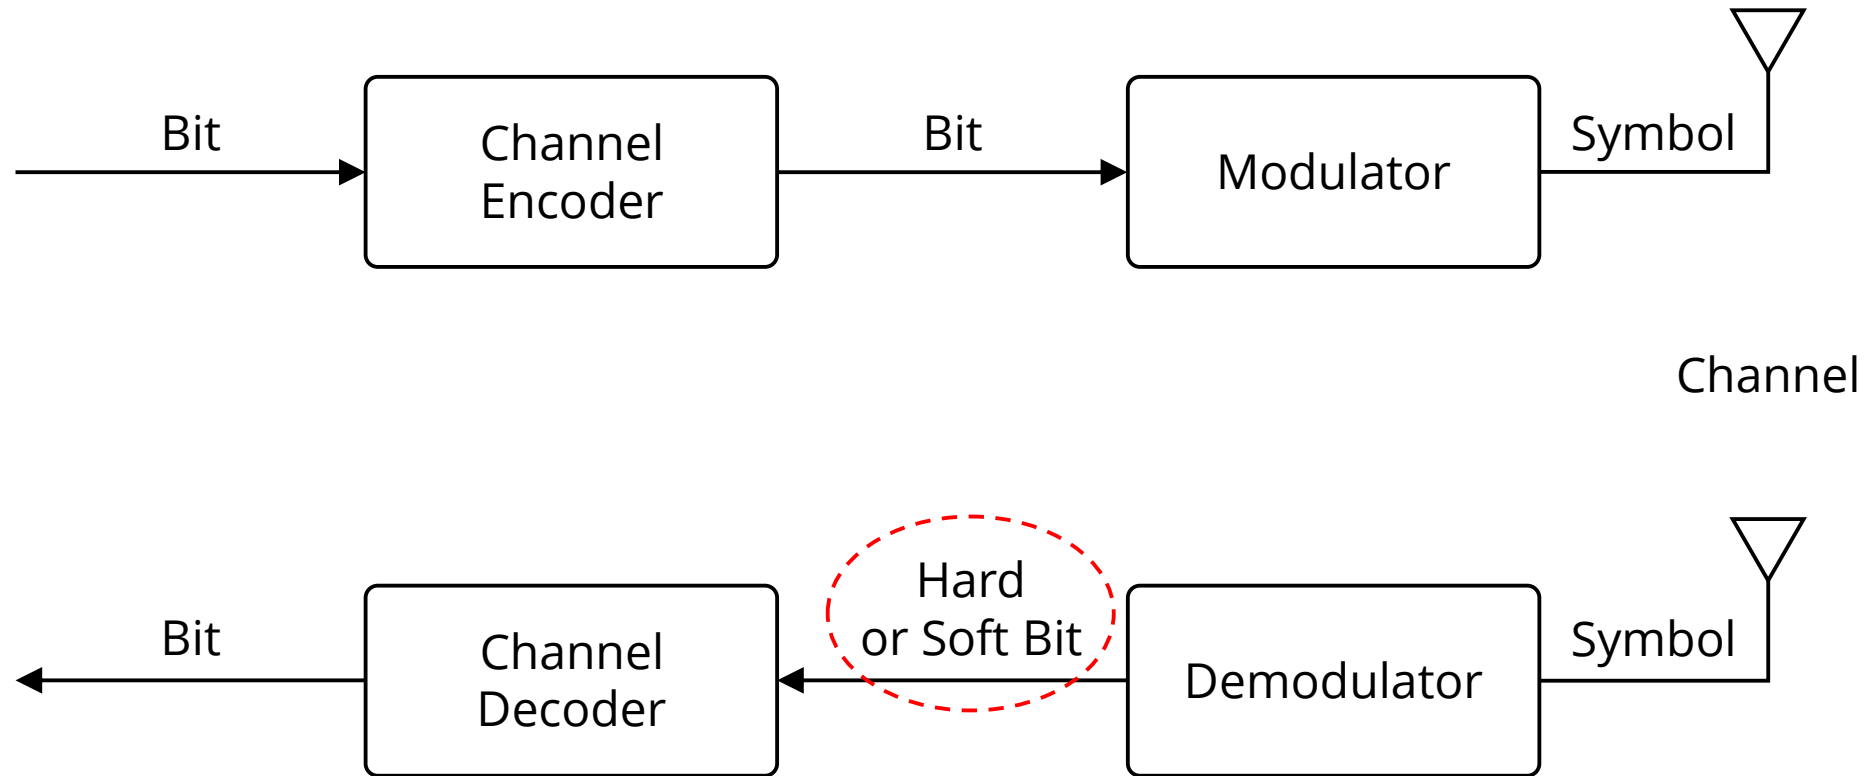 Bit
Channel
Encoder
Bit
Modulator
Symbol
Channel
Bit
Channel
Decoder
Hard
or Soft Bit
Demodulator
Symbol